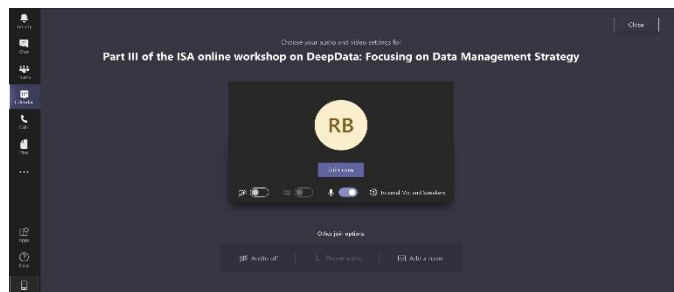 Activity
Chat
Teams
Calendar
Calls
Files
...
Apps
Help
Close
Choose your audio and video settings for
Part III of the ISA online workshop on DeepData: Focusing on Data Management Strategy
RB
Join now
Internal Mic and Speakers
Other join options
Audio off
Phone audio
Add a room